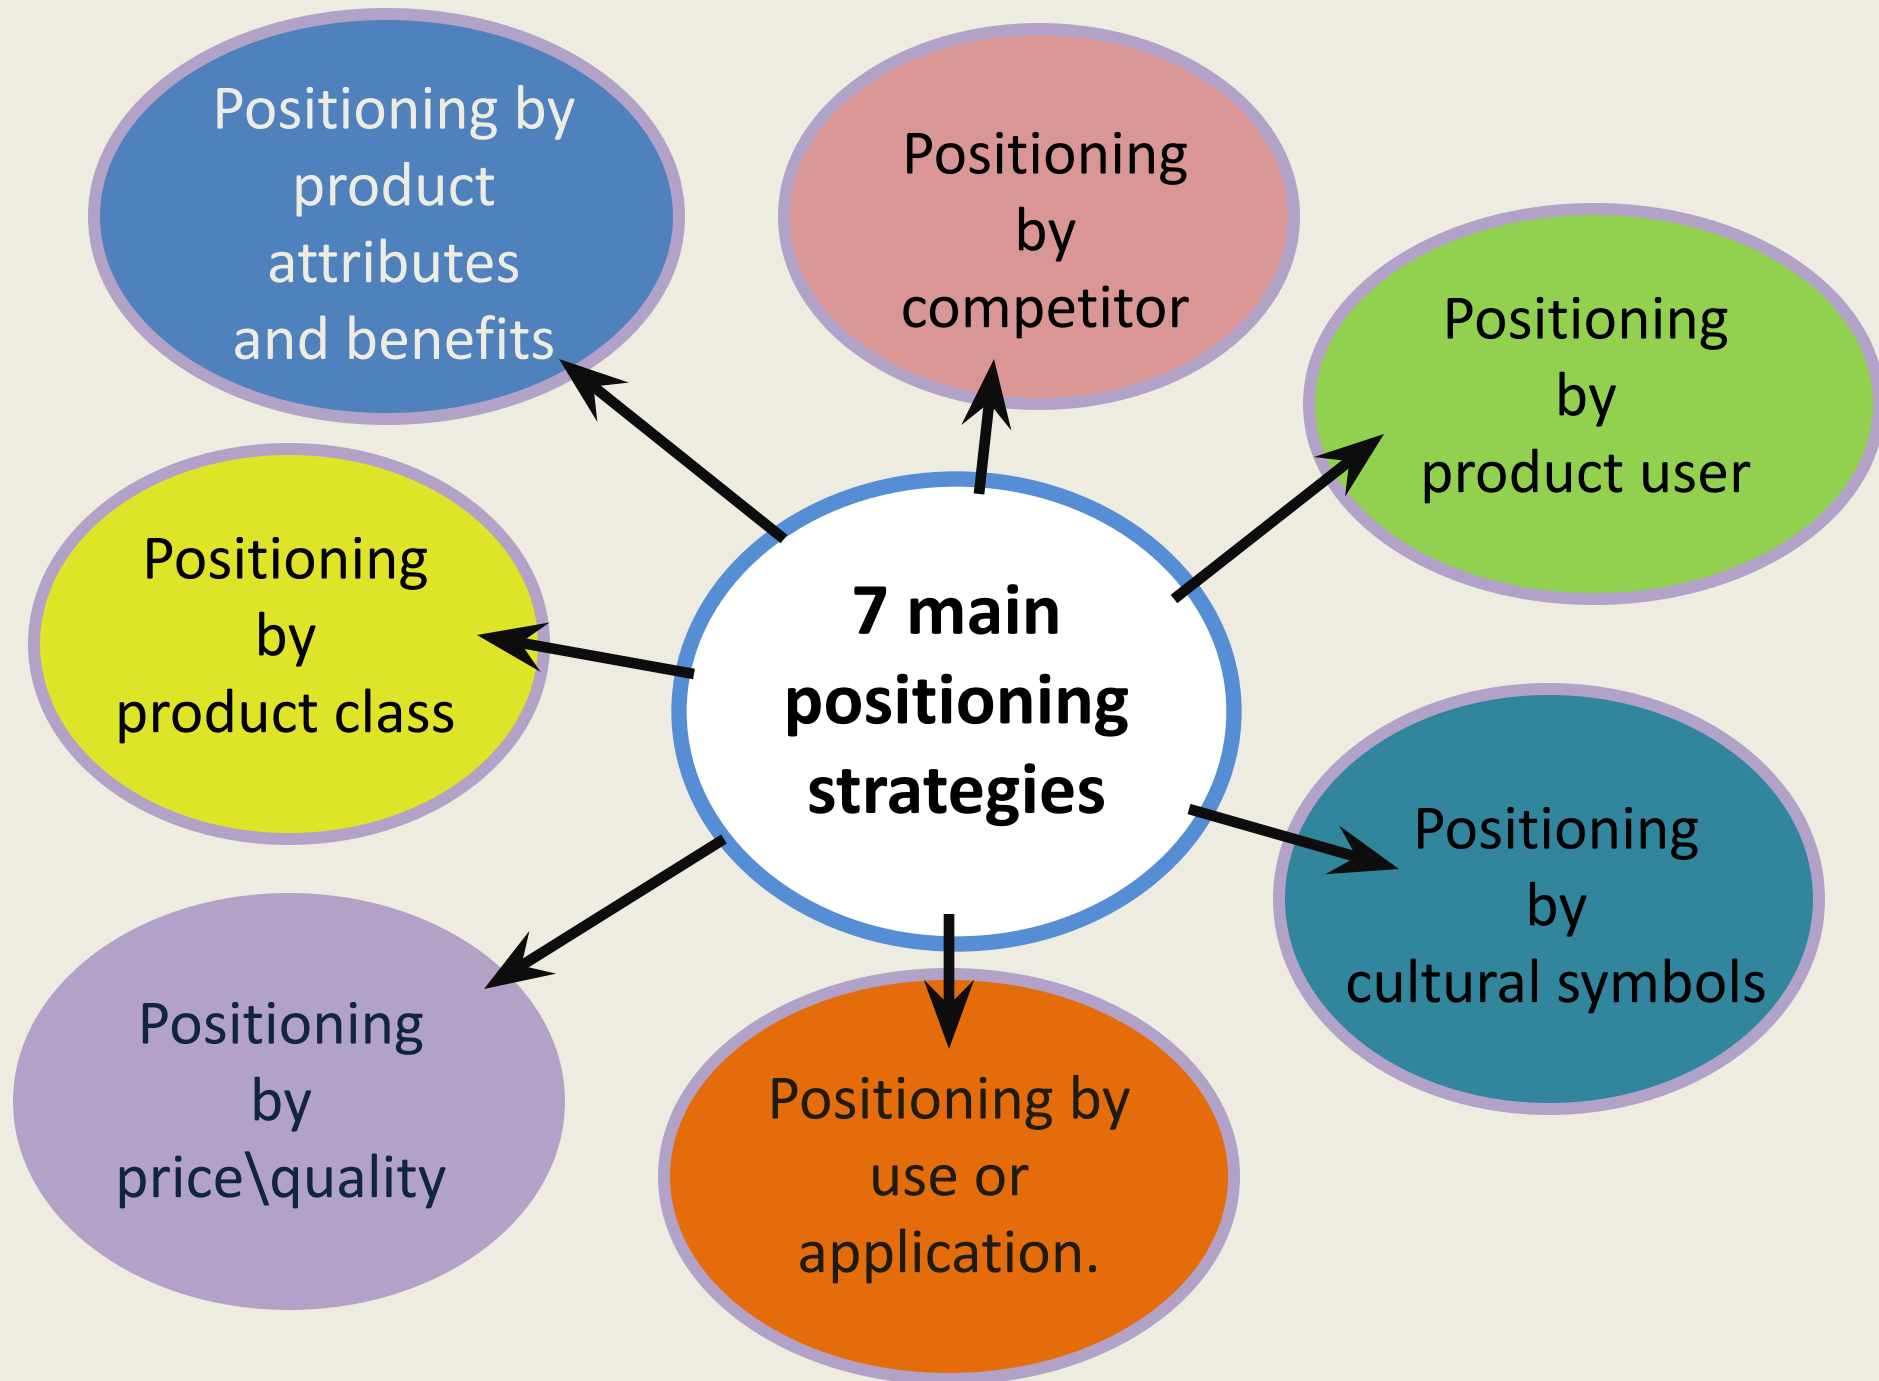 Positioning by
product
attributes
and benefits
Positioning
by
competitor
Positioning
by
product user
Positioning
by
product class
7 main
positioning
strategies
Positioning
by
cultural symbols
Positioning
by
price\quality
Positioning by
use or
application.